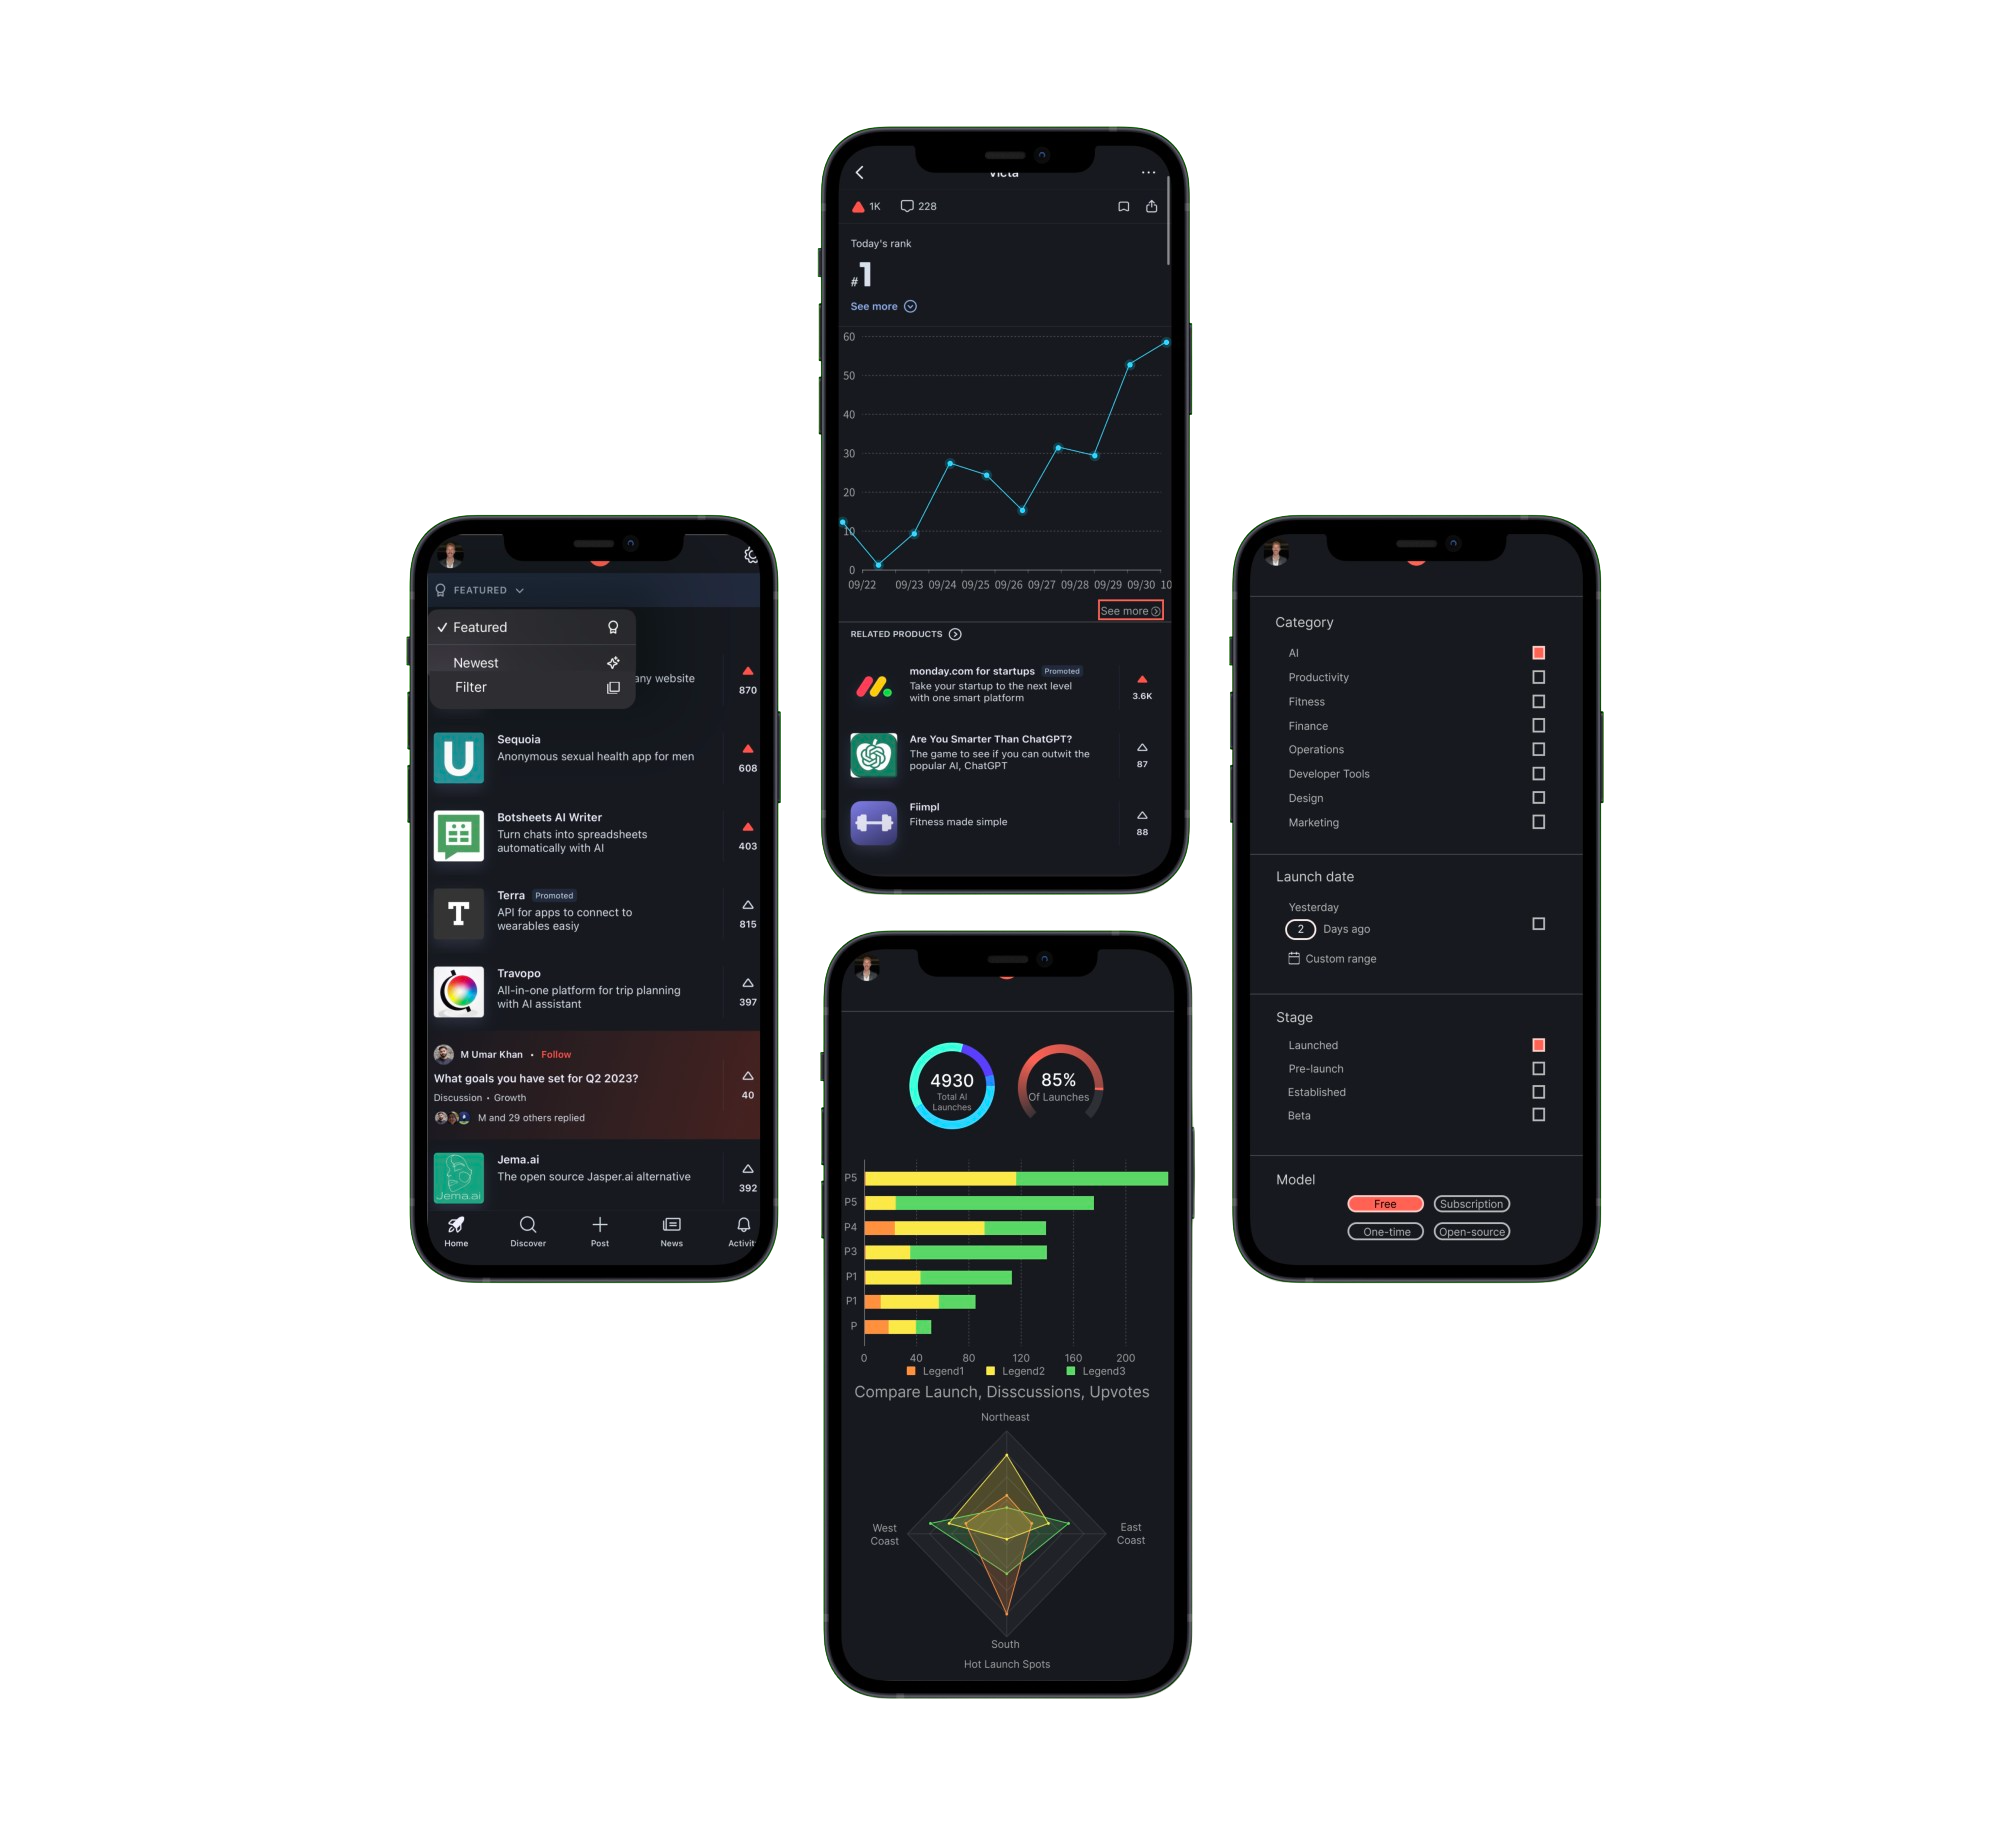 Victa
1K
228
Today's rank
#1
See more
60
50
40
30
20
10
0
09/22 09/23 09/24 09/25 09/26 09/27 09/28 09/29 09/30 10
See more
RELATED PRODUCTS
monday.com for startups Promoted
Take your startup to the next level
with one smart platform
3.6K
Are You Smarter Than ChatGPT?
The game to see if you can outwit the
popular AI, ChatGPT
87
Fiimpl
Fitness made simple
88
FEATURED
Featured
Newest
Filter
any website
870
Sequoia
Anonymous sexual health app for men
608
U
Botsheets AI Writer
Turn chats into spreadsheets
automatically with AI
403
Terra Promoted
API for apps to connect to
wearables easiy
815
T
Travopo
All-in-one platform for trip planning
with AI assistant
397
M Umar Khan • Follow
What goals you have set for Q2 2023?
Discussion • Growth
M and 29 others replied
40
Jema.ai
The open source Jasper.ai alternative
392
Jema.ai
Home
Discover
Post
News
Activit
Category
AI
Productivity
Fitness
Finance
Operations
Developer Tools
Design
Marketing
Launch date
Yesterday
2 Days ago
Custom range
Stage
Launched
Pre-launch
Established
Beta
Model
Free
Subscription
One-time
Open-source
4930
Total AI
Launches
85%
Of Launches
P5
P5
P4
P3
P1
P1
P
0 40 80 120 160 200
Legend1 Legend2 Legend3
Compare Launch, Disscussions, Upvotes
Northeast
West
Coast
East
Coast
South
Hot Launch Spots